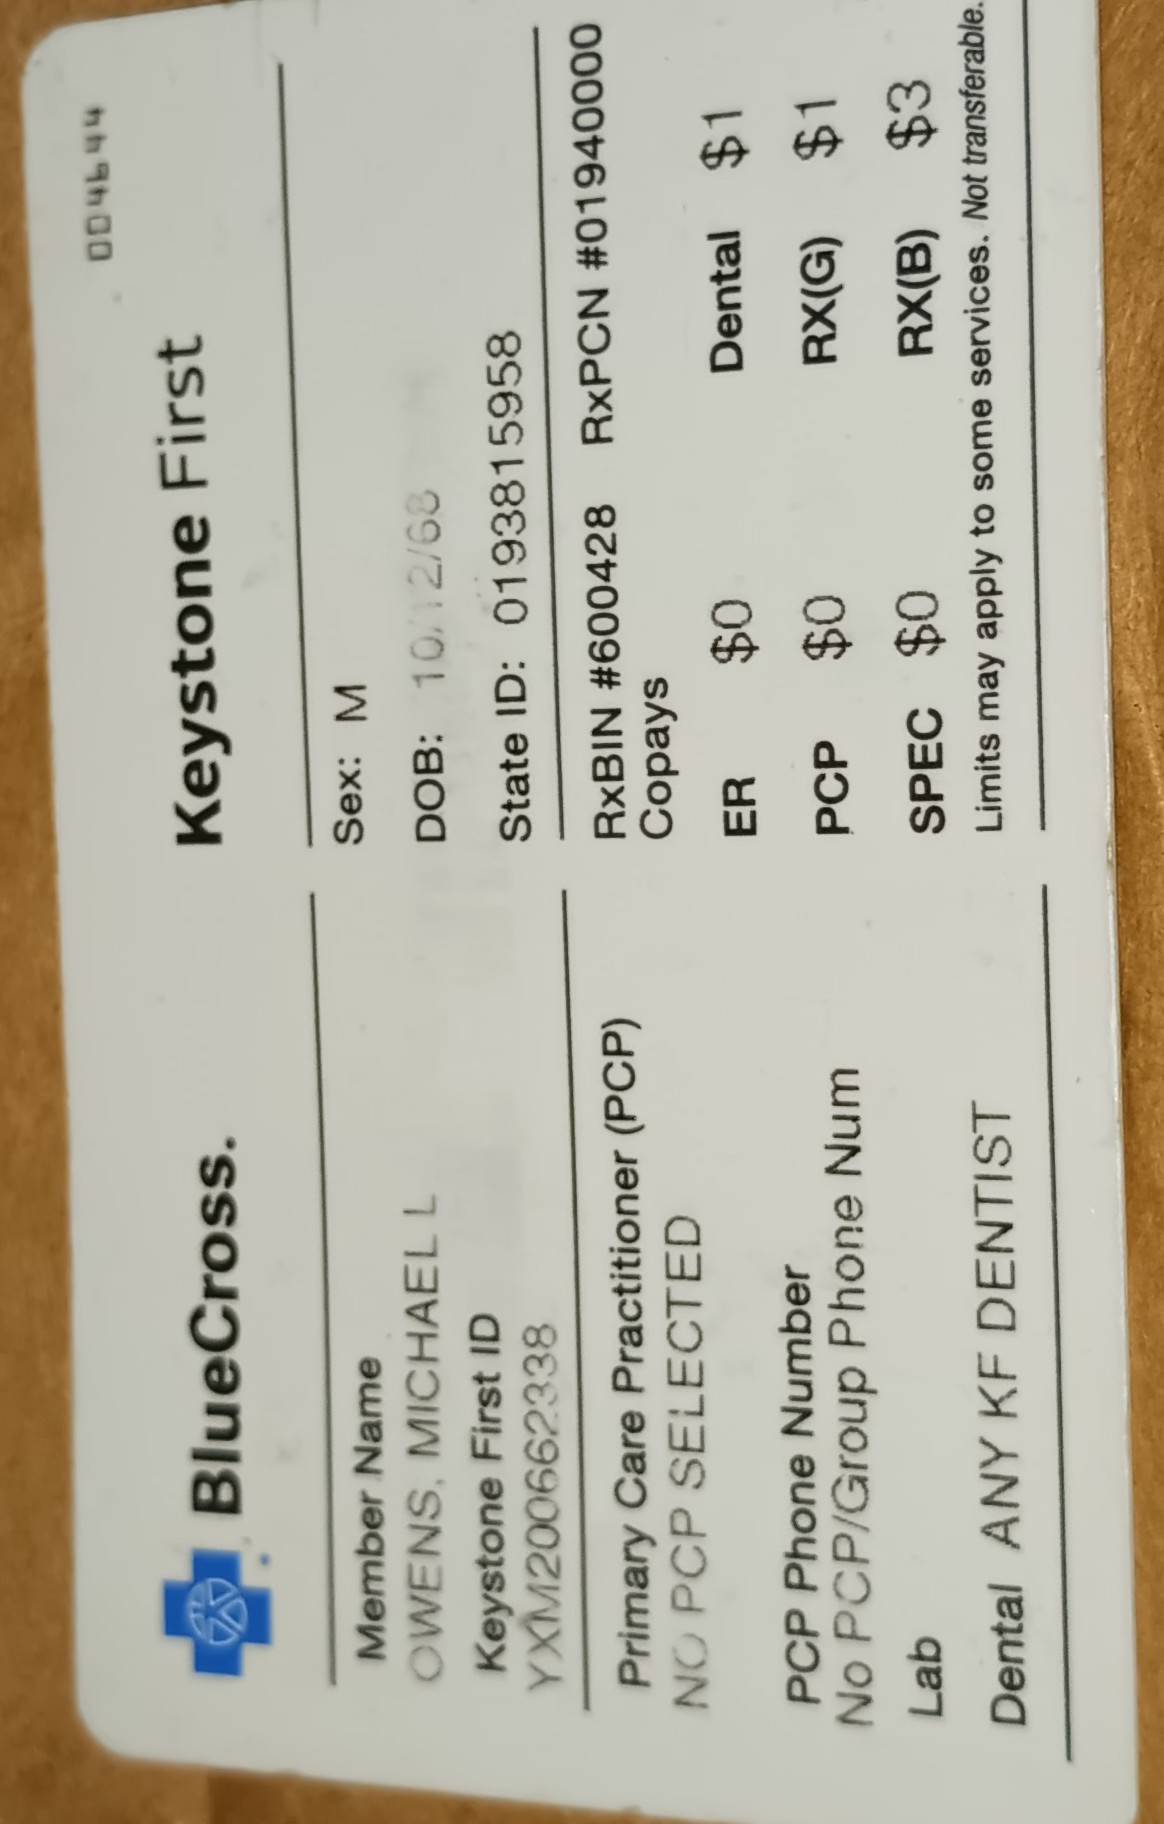 004644
BlueCross.
Keystone First
Member Name
OWENS, MICHAEL L
Keystone First ID
YXM200662338
Sex: M
DOB: 10/12/68
State ID: 0193815958
Primary Care Practitioner (PCP)
NO PCP SELECTED
PCP Phone Number
No PCP/Group Phone Num
Lab
Dental ANY KF DENTIST
RxBIN #600428 RxPCN #01940000
Copays
ER $0 Dental $1
PCP $0 RX(G) $1
SPEC $0 RX(B) $3
Limits may apply to some services. Not transferable.